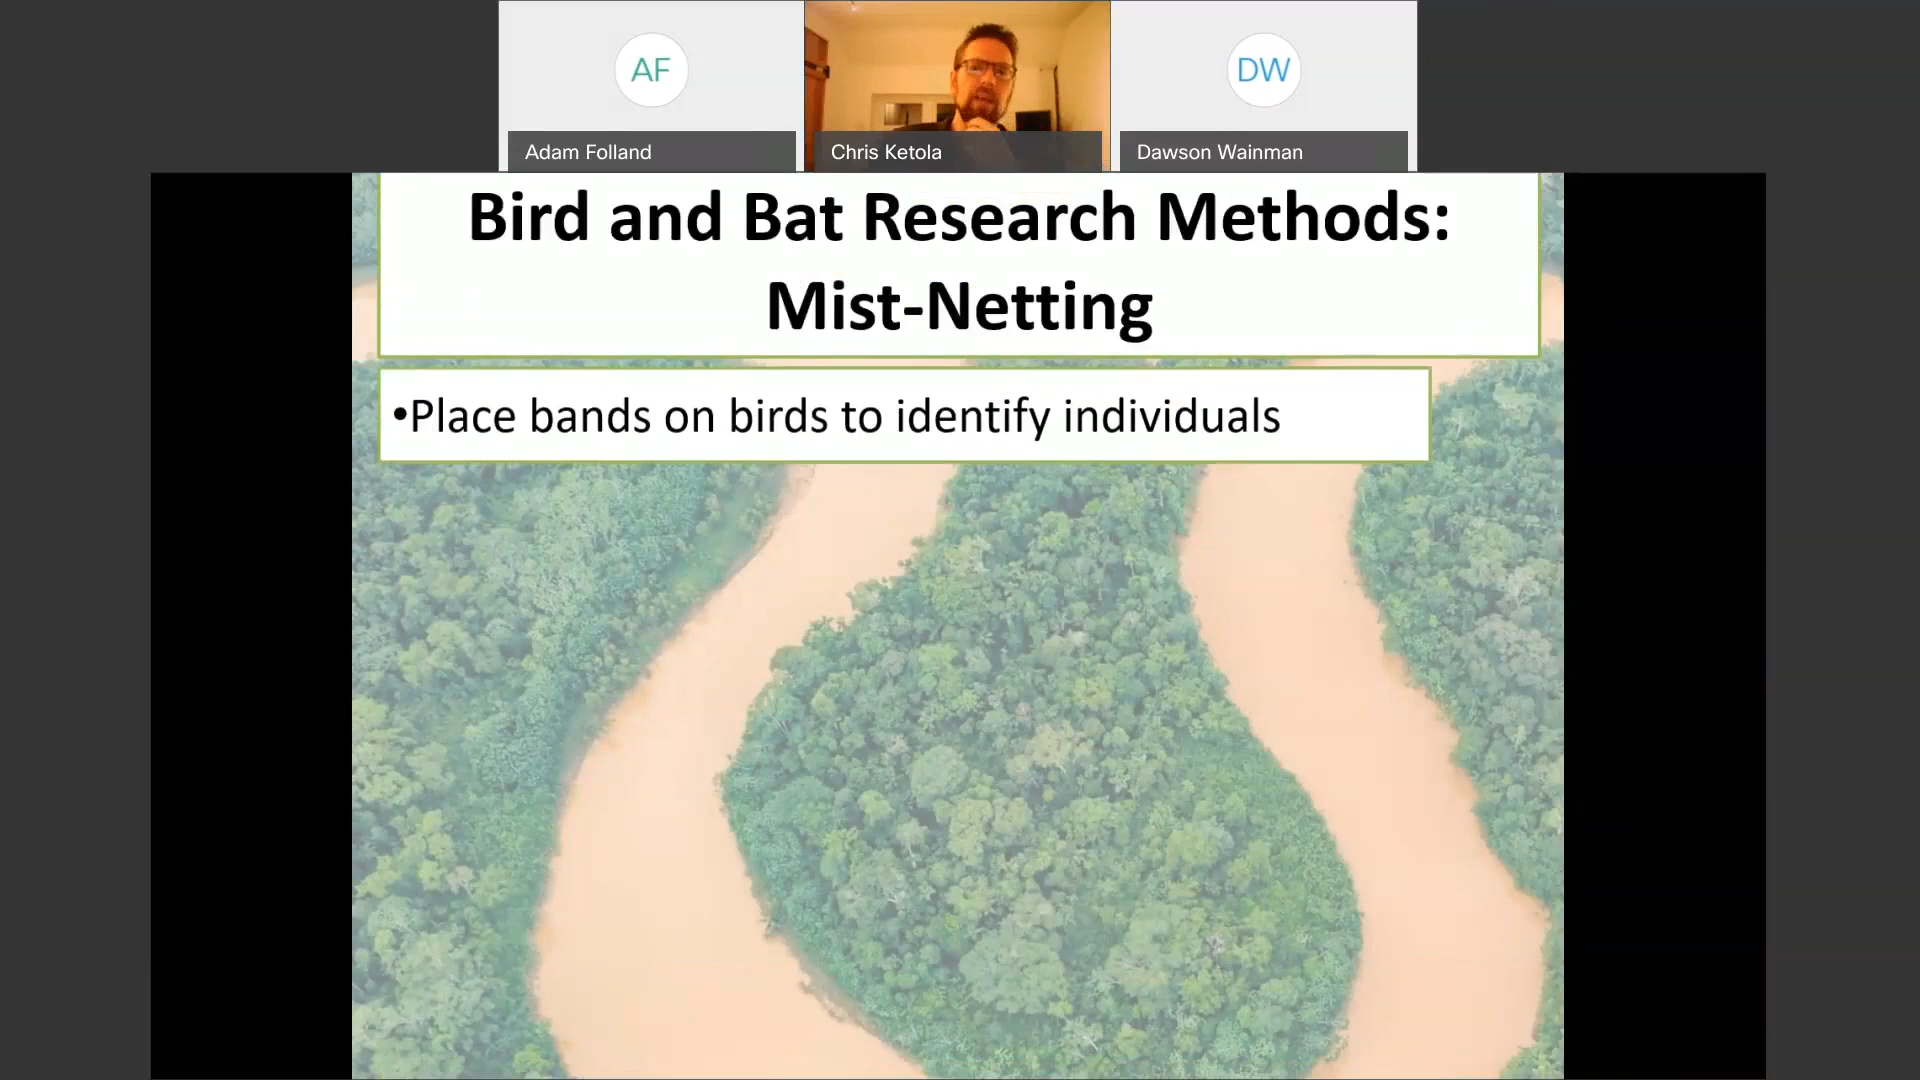 AF
DW
Adam Folland
Chris Ketola
Dawson Wainman
Bird and Bat Research Methods:
Mist-Netting
•Place bands on birds to identify individuals